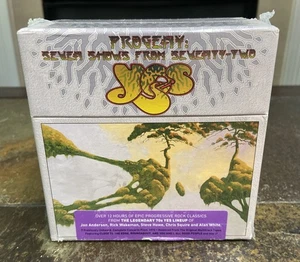 PROGENY:
SEVEN SHOWS FROM SEVENTY-TWO
YES
OVER 12 HOURS OF EPIC PROGRESSIVE ROCK CLASSICS
FROM THE LEGENDARY 70s YES LINEUP OF
Jon Anderson, Rick Wakeman, Steve Howe, Chris Squire and Alan White.